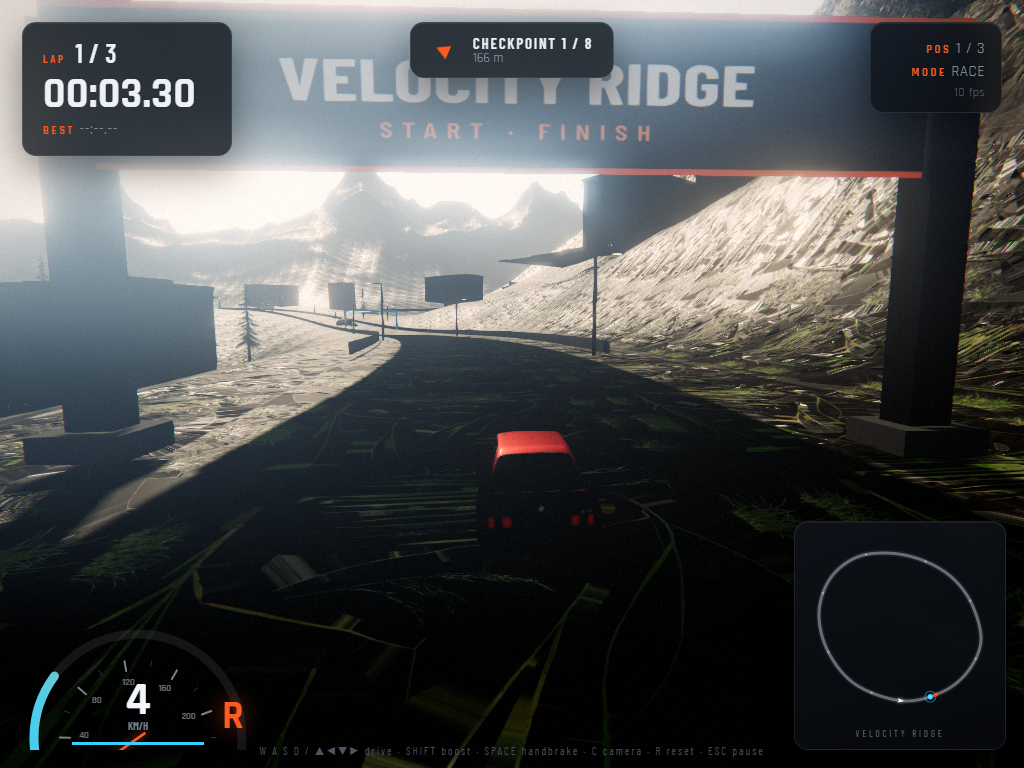 LAP 1 / 3
00:03.30
BEST --:--.--
CHECKPOINT 1 / 8
166 m
POS 1 / 3
MODE RACE
10 fps
VELOCITY RIDGE
START · FINISH
40
80
120
160
200
4
KM/H
R
W A S D / ▲◀▼▶ drive · SHIFT boost · SPACE handbrake · C camera · R reset · ESC pause
VELOCITY RIDGE